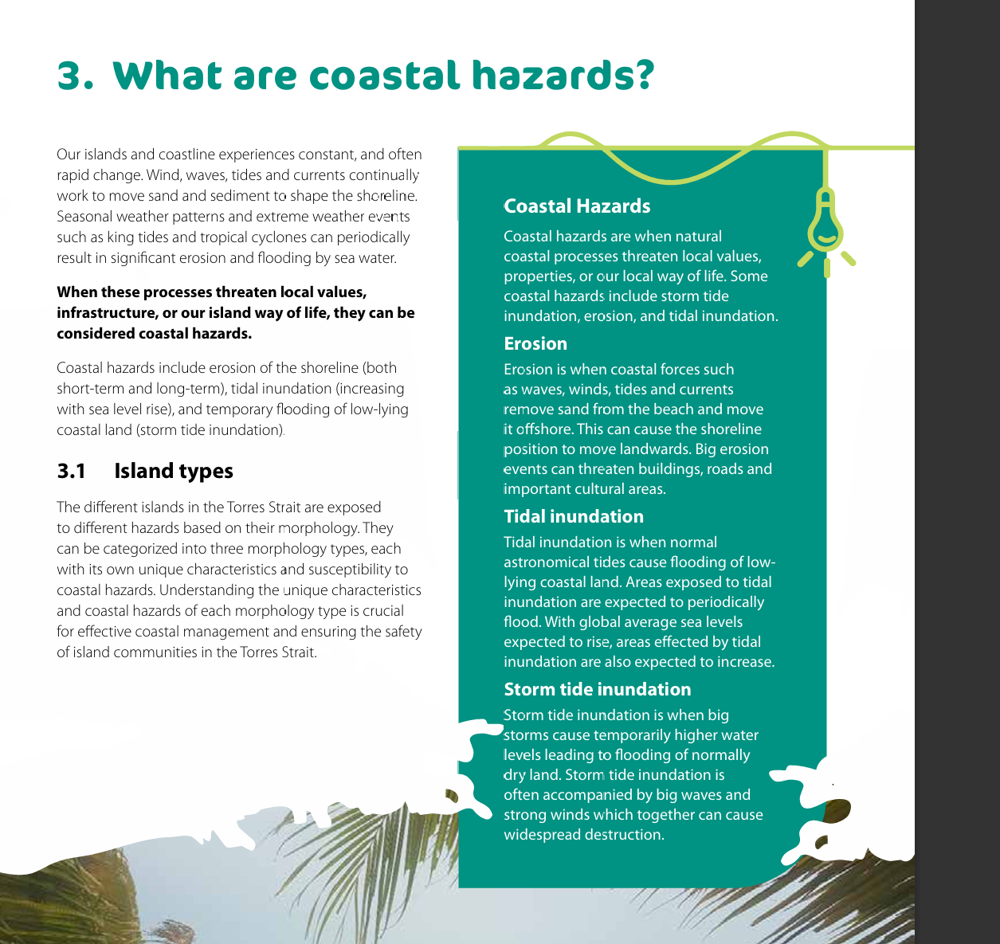 3. What are coastal hazards?
Our islands and coastline experiences constant, and often
rapid change. Wind, waves, tides and currents continually
work to move sand and sediment to shape the shoreline.
Seasonal weather patterns and extreme weather events
such as king tides and tropical cyclones can periodically
result in significant erosion and flooding by sea water.
When these processes threaten local values,
infrastructure, or our island way of life, they can be
considered coastal hazards.
Coastal hazards include erosion of the shoreline (both
short-term and long-term), tidal inundation (increasing
with sea level rise), and temporary flooding of low-lying
coastal land (storm tide inundation).
3.1 Island types
The different islands in the Torres Strait are exposed
to different hazards based on their morphology. They
can be categorized into three morphology types, each
with its own unique characteristics and susceptibility to
coastal hazards. Understanding the unique characteristics
and coastal hazards of each morphology type is crucial
for effective coastal management and ensuring the safety
of island communities in the Torres Strait.
Coastal Hazards
Coastal hazards are when natural
coastal processes threaten local values,
properties, or our local way of life. Some
coastal hazards include storm tide
inundation, erosion, and tidal inundation.
Erosion
Erosion is when coastal forces such
as waves, winds, tides and currents
remove sand from the beach and move
it offshore. This can cause the shoreline
position to move landwards. Big erosion
events can threaten buildings, roads and
important cultural areas.
Tidal inundation
Tidal inundation is when normal
astronomical tides cause flooding of low-
lying coastal land. Areas exposed to tidal
inundation are expected to periodically
flood. With global average sea levels
expected to rise, areas effected by tidal
inundation are also expected to increase.
Storm tide inundation
Storm tide inundation is when big
storms cause temporarily higher water
levels leading to flooding of normally
dry land. Storm tide inundation is
often accompanied by big waves and
strong winds which together can cause
widespread destruction.